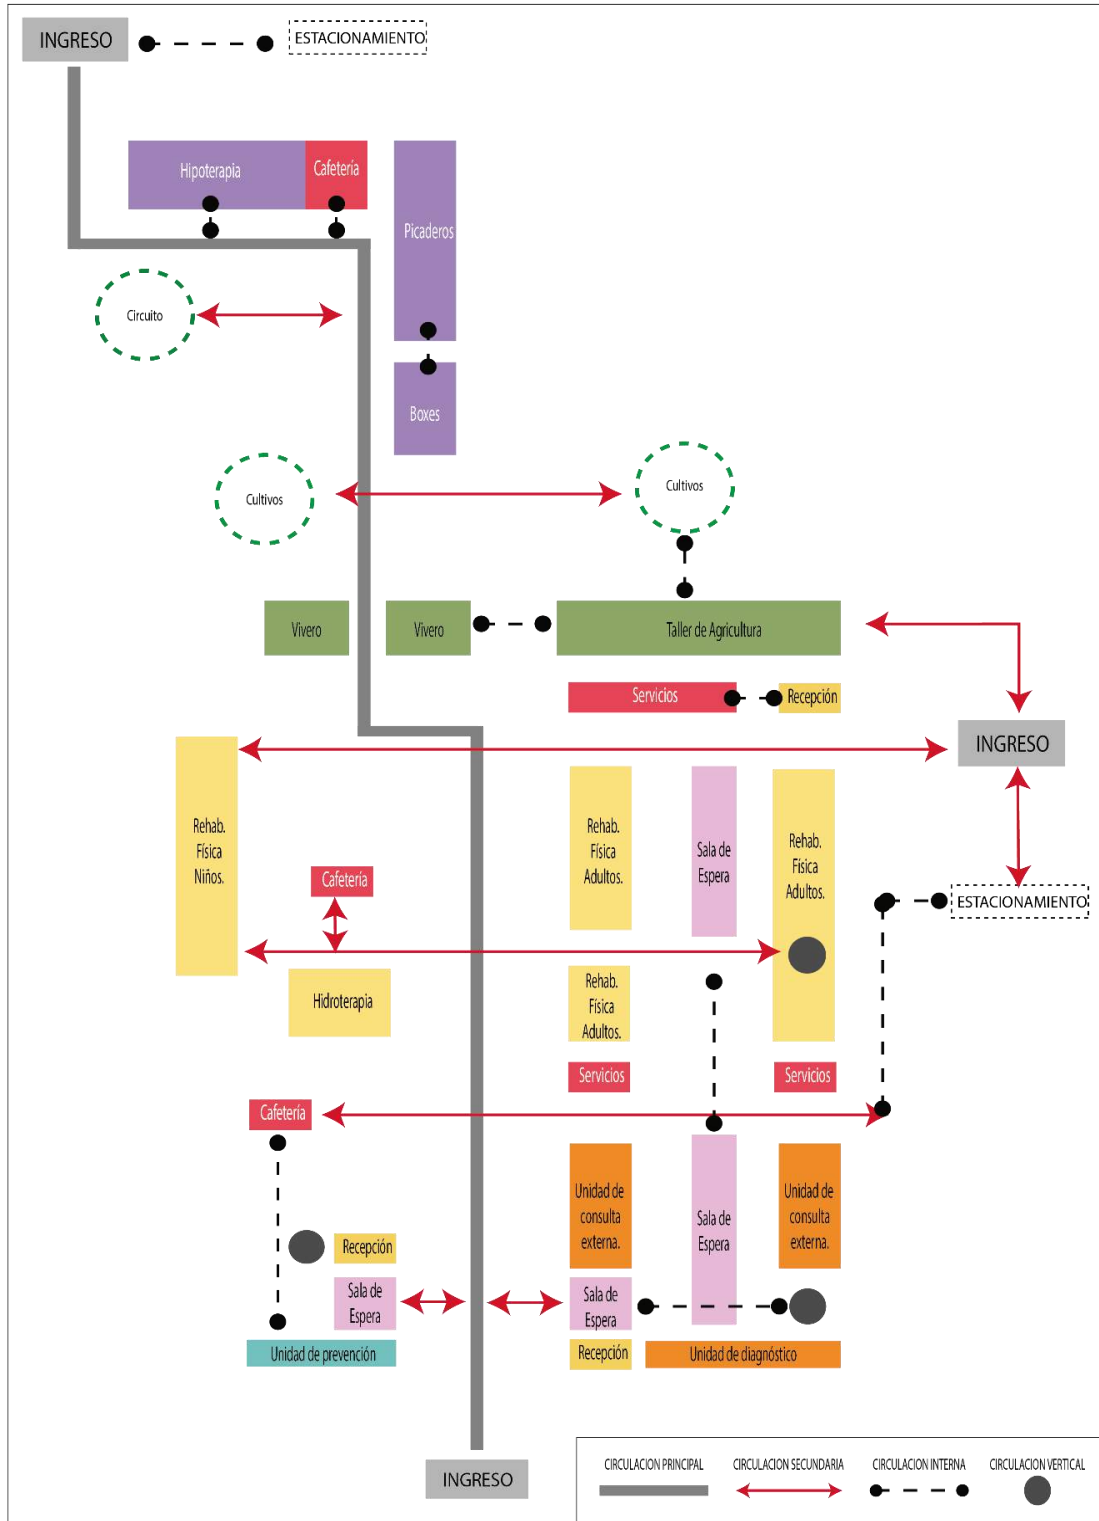 INGRESO
ESTACIONAMIENTO
Hipoterapia
Cafetería
Picaderos
Circuito
Boxes
Cultivos
Cultivos
Vivero
Vivero
Taller de Agricultura
Servicios
Recepción
INGRESO
Rehab.
Física
Niños.
Rehab.
Física
Adultos.
Sala de
Espera
Rehab.
Física
Adultos.
Cafetería
ESTACIONAMIENTO
Hidroterapia
Rehab.
Física
Adultos.
Servicios
Servicios
Cafetería
Unidad de
consulta
externa.
Sala de
Espera
Unidad de
consulta
externa.
Recepción
Sala de
Espera
Sala de
Espera
Unidad de prevención
Recepción
Unidad de diagnóstico
INGRESO
CIRCULACION PRINCIPAL
CIRCULACION SECUNDARIA
CIRCULACION INTERNA
CIRCULACION VERTICAL